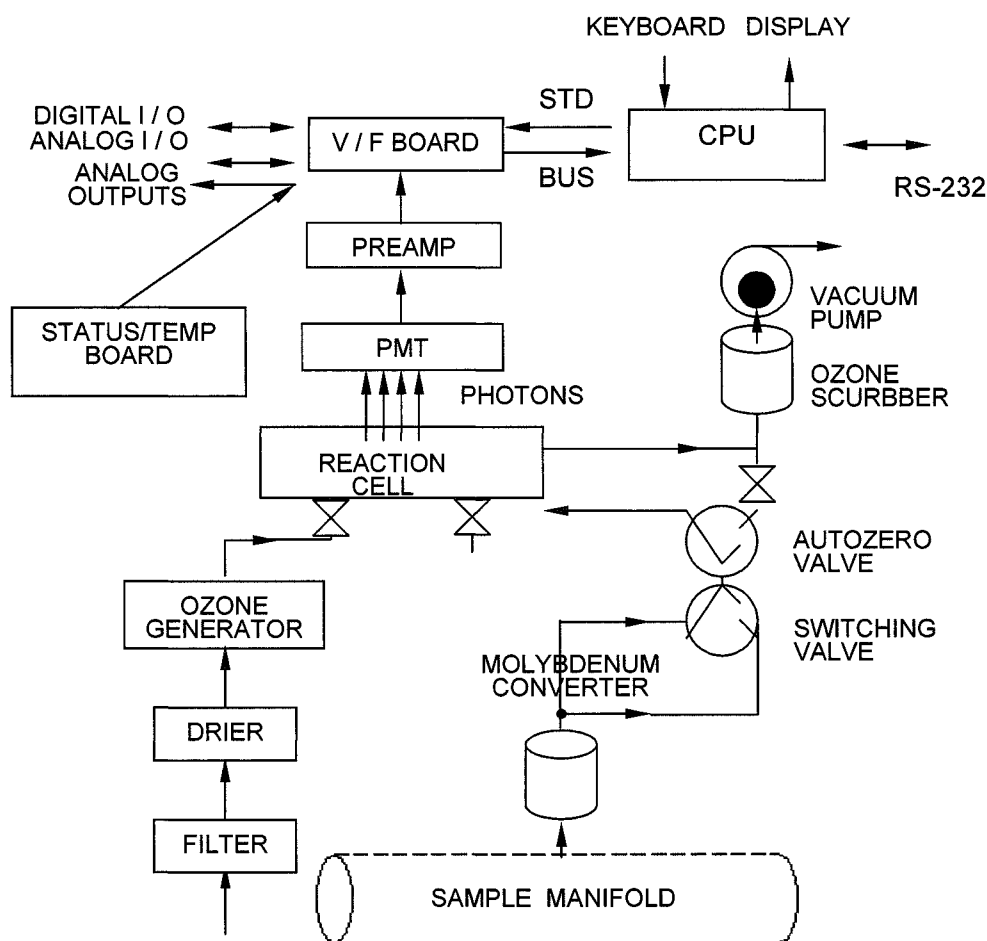 KEYBOARD DISPLAY
DIGITAL I / O
ANALOG I / O
ANALOG
OUTPUTS
V / F BOARD
STD
BUS
CPU
RS-232
PREAMP
STATUS/TEMP
BOARD
PMT
PHOTONS
VACUUM
PUMP
OZONE
SCURBBER
REACTION
CELL
AUTOZERO
VALVE
OZONE
GENERATOR
SWITCHING
VALVE
MOLYBDENUM
CONVERTER
DRIER
FILTER
SAMPLE MANIFOLD